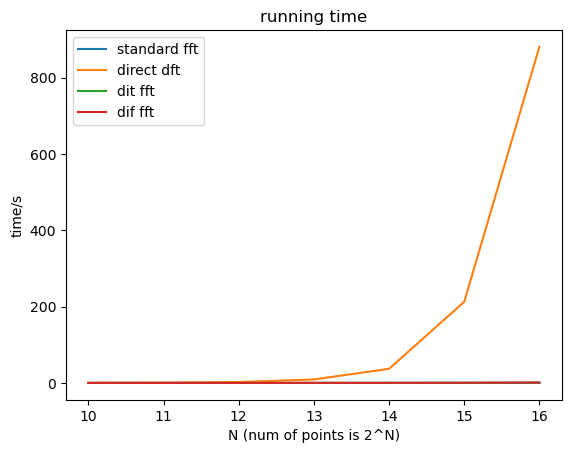 running time
standard fft
direct dft
dit fft
dif fft
time/s
800
600
400
200
0
10 11 12 13 14 15 16
N (num of points is 2^N)